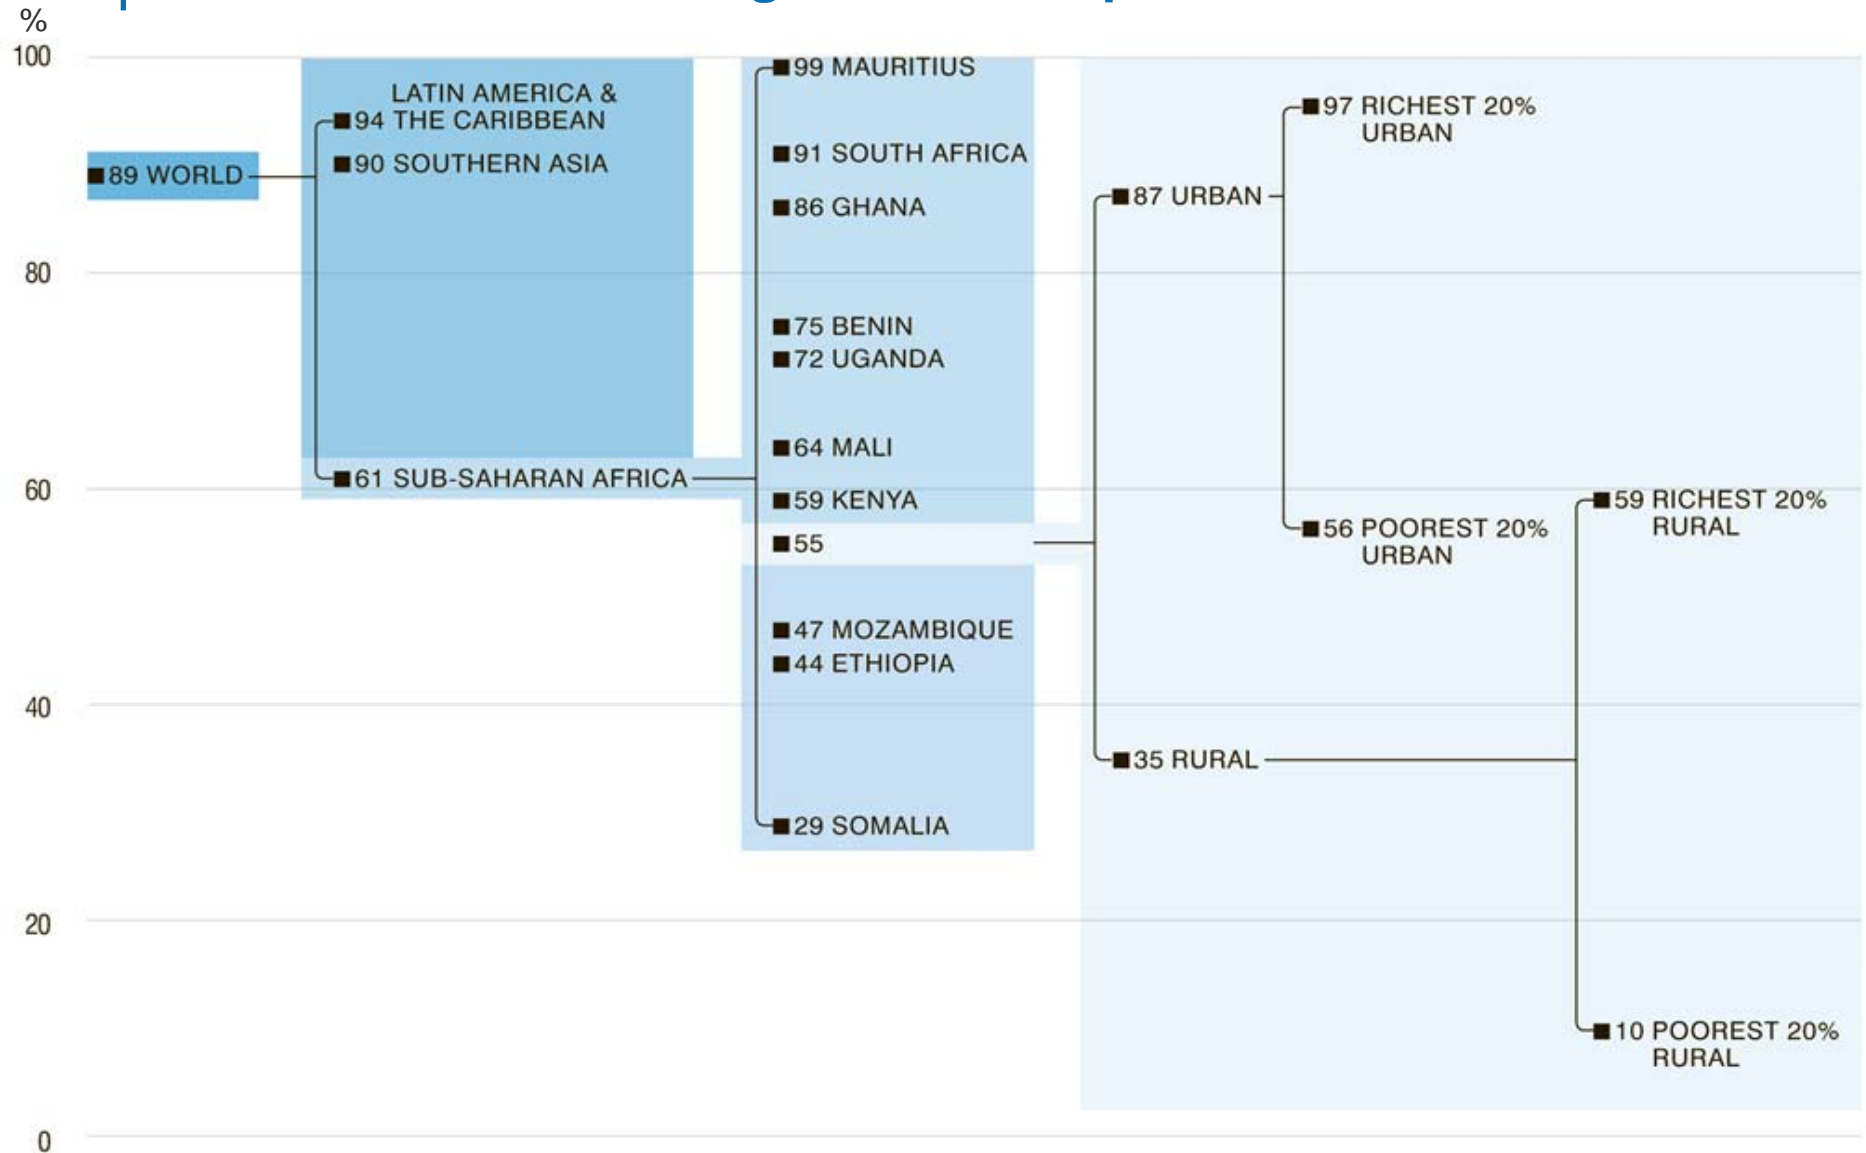 %
100
80
60
40
20
0
89 WORLD
LATIN AMERICA &
94 THE CARIBBEAN
90 SOUTHERN ASIA
61 SUB-SAHARAN AFRICA
99 MAURITIUS
91 SOUTH AFRICA
86 GHANA
75 BENIN
72 UGANDA
64 MALI
59 KENYA
55
47 MOZAMBIQUE
44 ETHIOPIA
29 SOMALIA
87 URBAN
35 RURAL
97 RICHEST 20%
URBAN
56 POOREST 20%
URBAN
59 RICHEST 20%
RURAL
10 POOREST 20%
RURAL